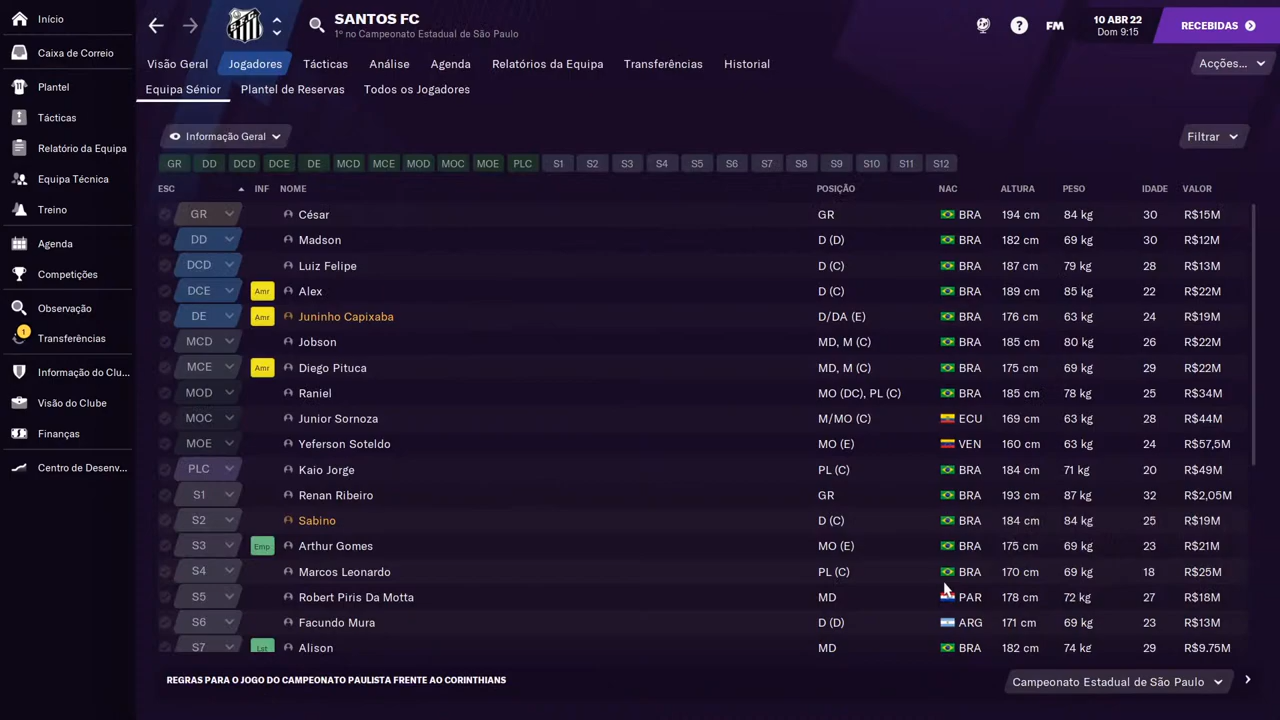 Início
Caixa de Correio
Plantel
Tácticas
Relatório da Equipa
Equipa Técnica
Treino
Agenda
Competições
Observação
1
Transferências
Informação do Clu...
Visão do Clube
Finanças
Centro de Desenv...
SANTOS FC
1º no Campeonato Estadual de São Paulo
? FM
10 ABR 22
Dom 9:15
RECEBIDAS
Visão Geral Jogadores Tácticas Análise Agenda Relatórios da Equipa Transferências Historial
Acções...
Equipa Sénior Plantel de Reservas Todos os Jogadores
Informação Geral
Filtrar
GR DD DCD DCE DE MCD MCE MOD MOC MOE PLC S1 S2 S3 S4 S5 S6 S7 S8 S9 S10 S11 S12
ESC INF NOME POSIÇÃO NAC ALTURA PESO IDADE VALOR
GR César GR BRA 194 cm 84 kg 30 R$15M
DD Madson D (D) BRA 182 cm 69 kg 30 R$12M
DCD Luiz Felipe D (C) BRA 187 cm 79 kg 28 R$13M
DCE Amr Alex D (C) BRA 189 cm 85 kg 22 R$22M
DE Amr Juninho Capixaba D/DA (E) BRA 176 cm 63 kg 24 R$19M
MCD Jobson MD, M (C) BRA 185 cm 80 kg 26 R$22M
MCE Amr Diego Pituca MD, M (C) BRA 175 cm 69 kg 29 R$22M
MOD Raniel MO (DC), PL (C) BRA 185 cm 78 kg 25 R$34M
MOC Junior Sornoza M/MO (C) ECU 169 cm 63 kg 28 R$44M
MOE Yeferson Soteldo MO (E) VEN 160 cm 63 kg 24 R$57,5M
PLC Kaio Jorge PL (C) BRA 184 cm 71 kg 20 R$49M
S1 Renan Ribeiro GR BRA 193 cm 87 kg 32 R$2,05M
S2 Sabino D (C) BRA 184 cm 84 kg 25 R$19M
S3 Emp Arthur Gomes MO (E) BRA 175 cm 69 kg 23 R$21M
S4 Marcos Leonardo PL (C) BRA 170 cm 69 kg 18 R$25M
S5 Robert Piris Da Motta MD PAR 178 cm 72 kg 27 R$18M
S6 Facundo Mura D (D) ARG 171 cm 69 kg 23 R$13M
S7 Lst Alison MD BRA 182 cm 74 kg 29 R$9.75M
REGRAS PARA O JOGO DO CAMPEONATO PAULISTA FRENTE AO CORINTHIANS
Campeonato Estadual de São Paulo